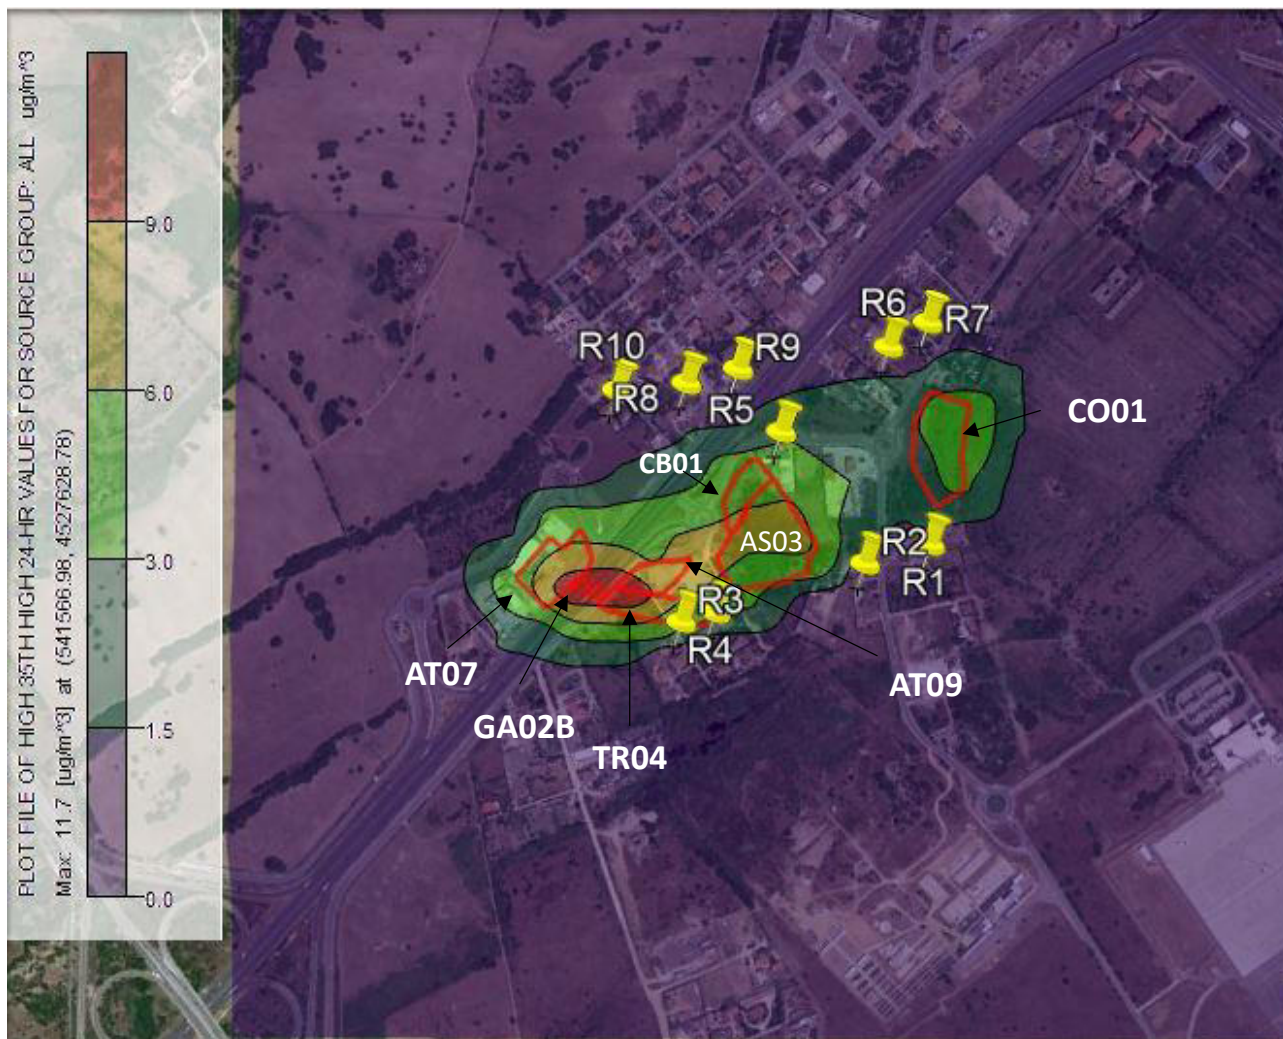 PLOT FILE OF HIGH 35TH HIGH 24-HR VALUES FOR SOURCE GROUP: ALL ug/m^3
Max: 11.7 [ug/m^3] at (541566.98, 4527628.78)
9.0
6.0
3.0
1.5
0.0
R6
R7
R10
R9
R8
R5
CO01
CB01
AS03
R2
R1
R3
R4
AT07
AT09
GA02B
TR04